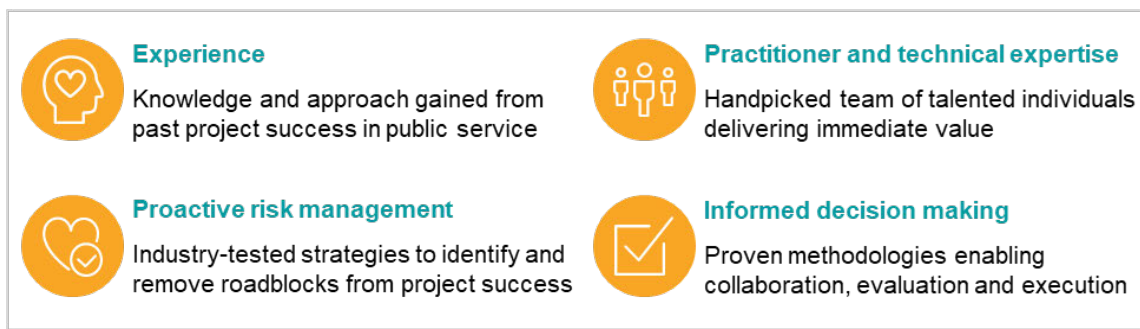 Experience
Knowledge and approach gained from
past project success in public service
Practitioner and technical expertise
Handpicked team of talented individuals
delivering immediate value
Proactive risk management
Industry-tested strategies to identify and
remove roadblocks from project success
Informed decision making
Proven methodologies enabling
collaboration, evaluation and execution